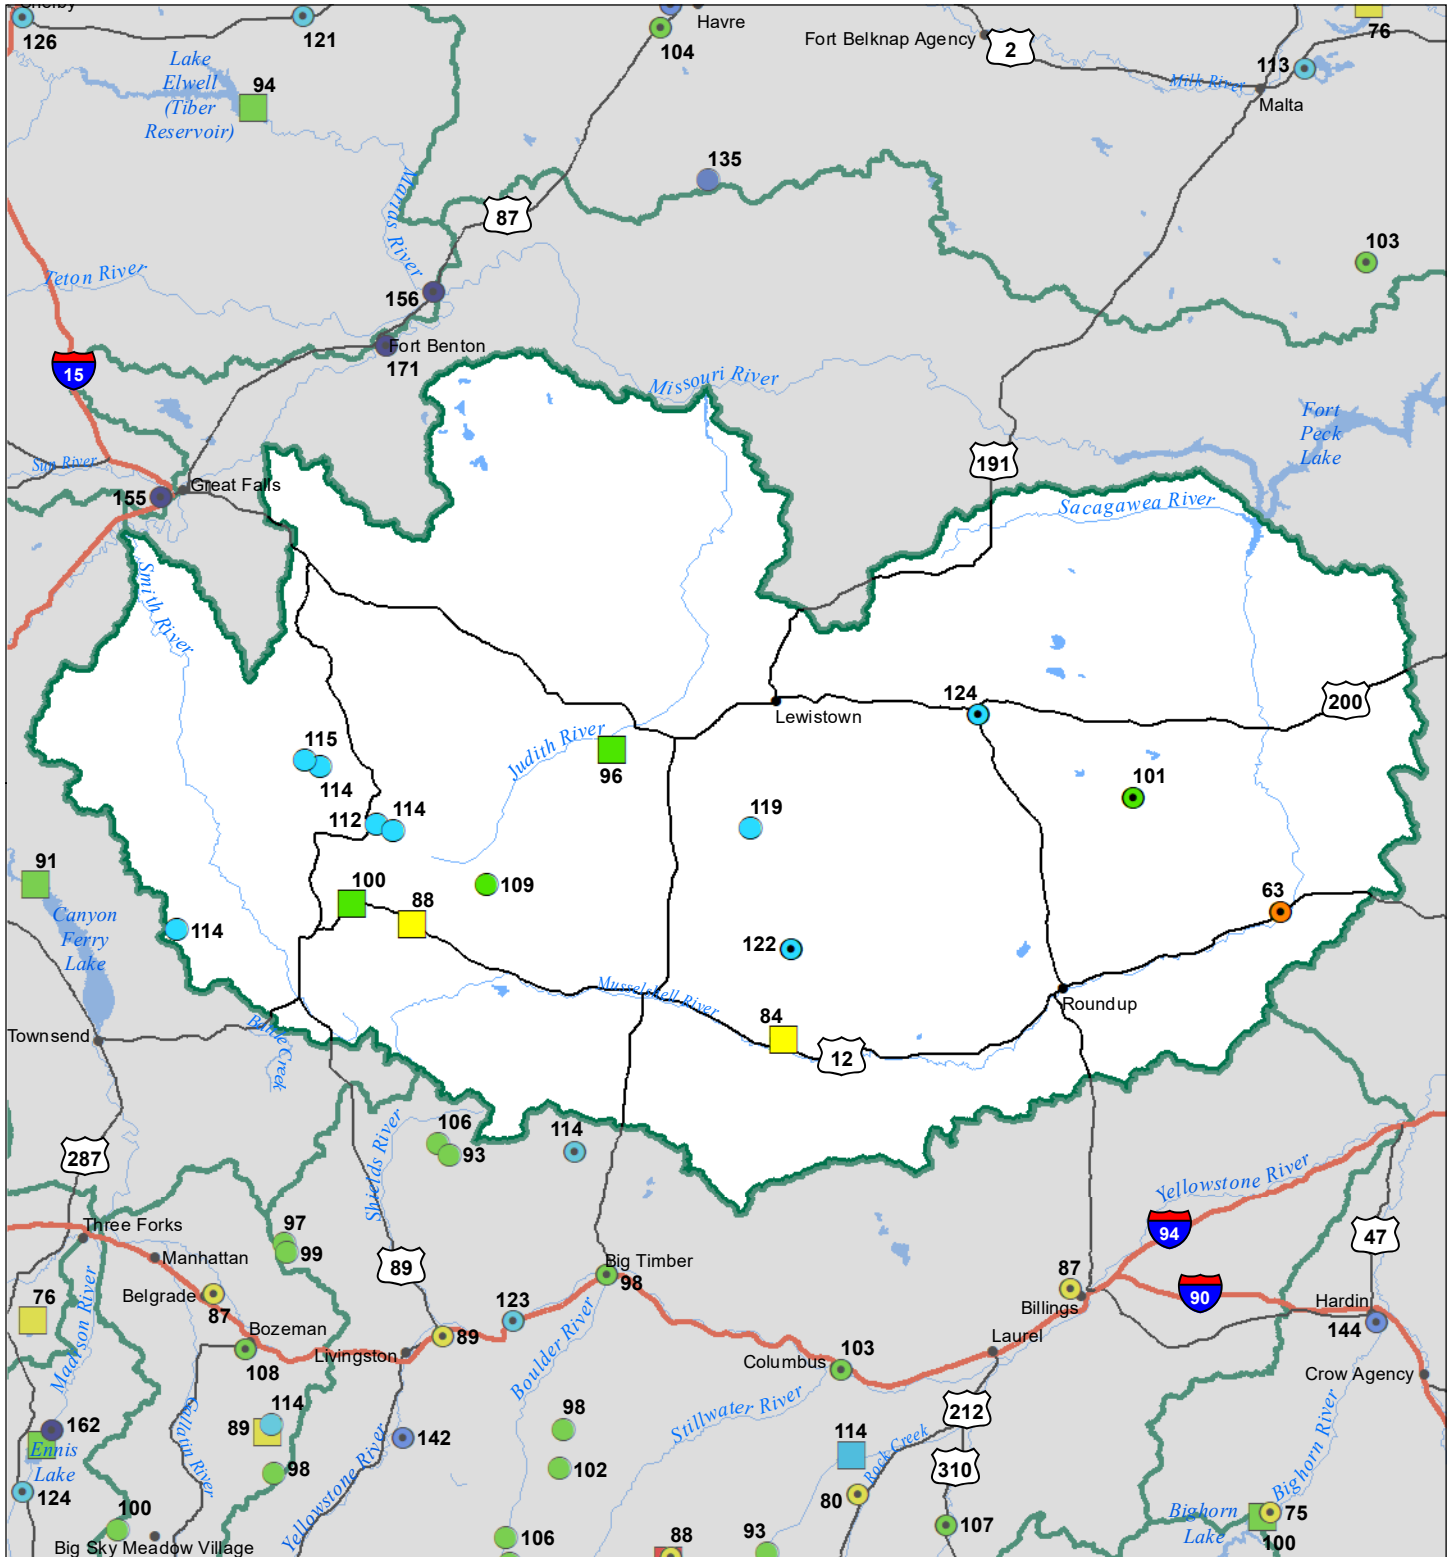 Shelby
126
121
Havre
104
Fort Belknap Agency
2
76
113
Milk River
Malta
Lake
Elwell
(Tiber
Reservoir)
94
Marias River
135
87
103
Teton River
156
Fort Benton
171
15
Missouri River
Fort
Peck
Lake
Sun River
Great Falls
155
191
Sacagawea River
Smith River
200
124
Lewistown
Judith River
96
115
114
101
112
114
119
91
100
88
109
63
Canyon
Ferry
Lake
114
122
Musselshell River
Roundup
84
12
Townsend
Battle Creek
287
Shields River
106
93
114
Yellowstone River
94
47
Three Forks
97
99
Manhattan
89
Big Timber
98
87
Billings
90
Hardin
144
76
Madison River
Belgrade
87
Bozeman
108
Livingston
89
123
Boulder River
Columbus
103
Laurel
Crow Agency
162
Ennis
Lake
124
Gallatin River
114
89
98
142
Yellowstone River
98
102
Stillwater River
212
114
Rock Creek
310
80
Bighorn River
Bighorn
Lake
75
100
100
Big Sky Meadow Village
106
88
93
107